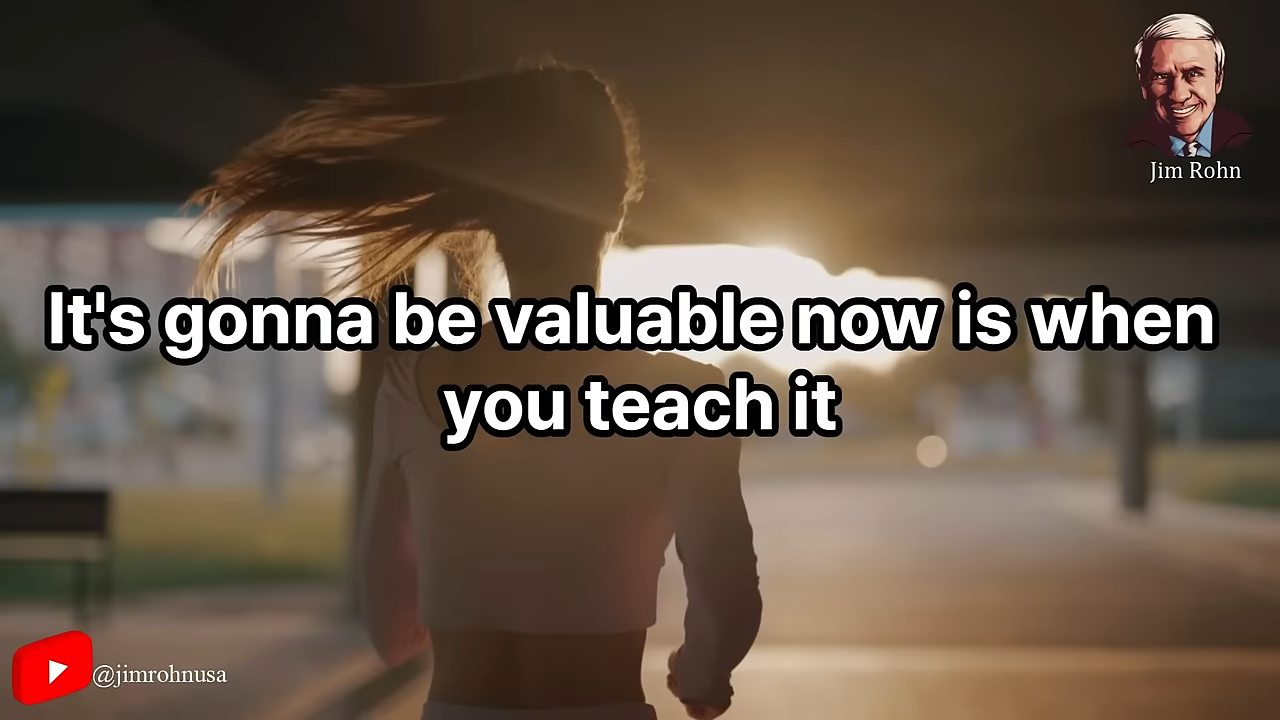 Jim Rohn
It's gonna be valuable now is when
you teach it
@jimrohnusa